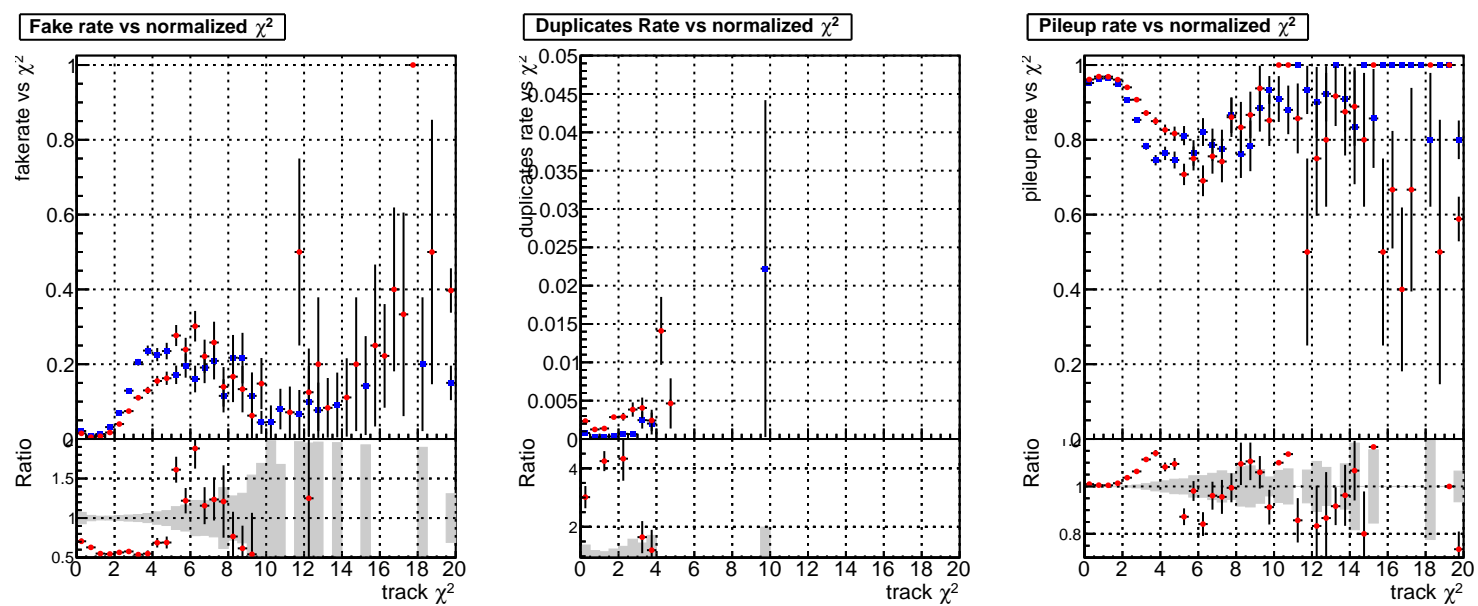 Fake rate vs normalized χ²
fakerate vs χ²
1
0.8
0.6
0.4
0.2
0
Ratio
1.5
1
0.5
0 2 4 6 8 10 12 14 16 18 20
track χ²
Duplicates Rate vs normalized χ²
duplicates rate vs χ²
0.05
0.045
0.04
0.035
0.03
0.025
0.02
0.015
0.01
0.005
0
Ratio
4
2
0 2 4 6 8 10 12 14 16 18 20
track χ²
Pileup rate vs normalized χ²
pileup rate vs χ²
1
0.8
0.6
0.4
0.2
0
Ratio
1
0.8
0 2 4 6 8 10 12 14 16 18 20
track χ²